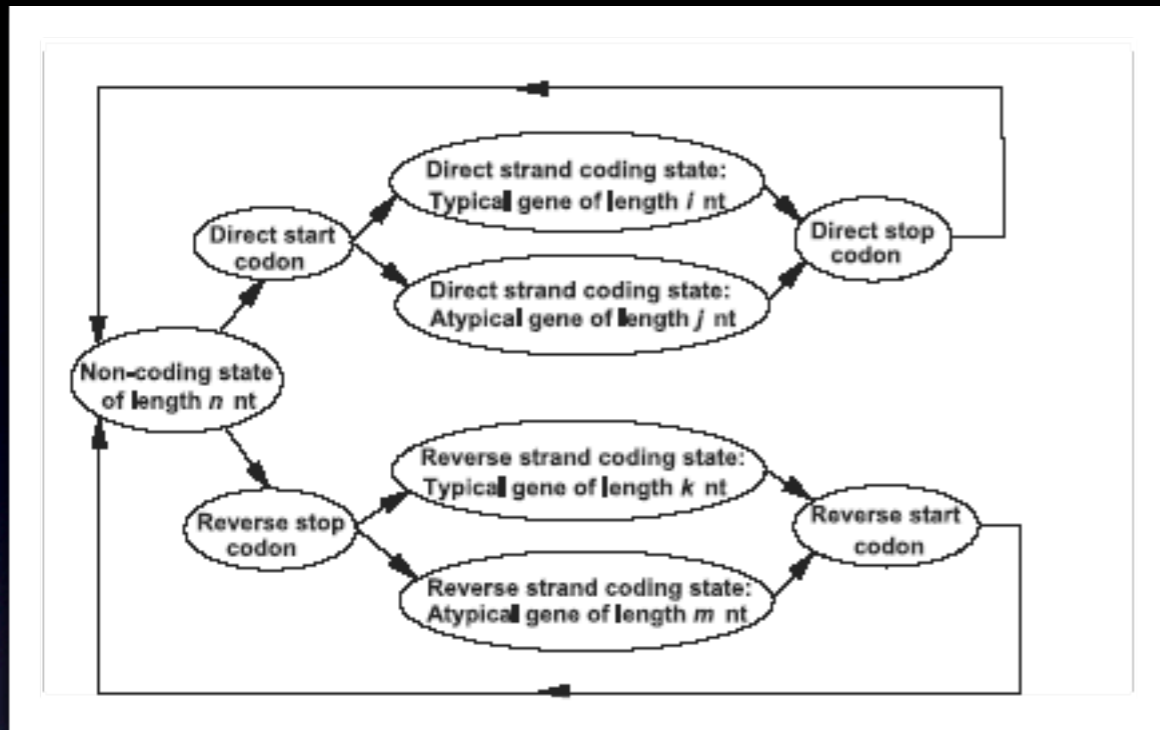 Direct strand coding state:
Typical gene of length i nt
Direct start
codon
Direct stop
codon
Direct strand coding state:
Atypical gene of length j nt
Non-coding state
of length n nt
Reverse strand coding state:
Typical gene of length k nt
Reverse stop
codon
Reverse start
codon
Reverse strand coding state:
Atypical gene of length m nt